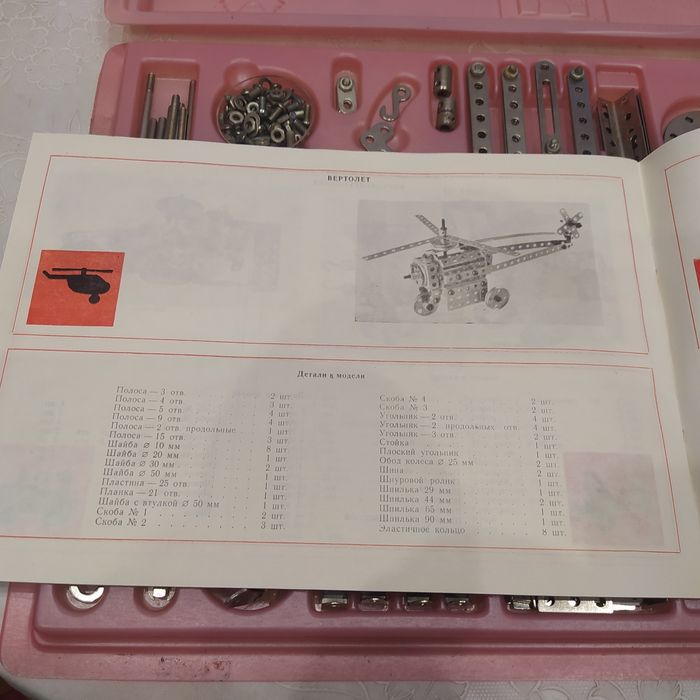 ВЕРТОЛЕТ
Детали к модели
Полоса — 3 отв. 2 шт.
Полоса — 4 отв. 3 шт.
Полоса — 5 отв. 4 шт.
Полоса — 9 отв. 4 шт.
Полоса — 2 отв продольные 1 шт.
Полоса — 15 отв. 3 шт.
Шайба ⌀ 10 мм 8 шт.
Шайба ⌀ 20 мм 1 шт.
Шайба ⌀ 30 мм 2 шт.
Шайба ⌀ 50 мм 1 шт.
Пластина — 25 отв. 1 шт.
Планка — 21 отв. 1 шт.
Шайба с втулкой ⌀ 50 мм 1 шт.
Скоба № 1 2 шт.
Скоба № 2 3 шт.
Скоба № 4 2 шт.
Скоба № 3 2 шт.
Угольник — 2 отв. 4 шт.
Угольник — 2 продольных отв. 4 шт.
Угольник — 3 отв. 2 шт.
Стойка 1 шт.
Плоский угольник 1 шт.
Обод колеса ⌀ 25 мм 2 шт.
Шина 2 шт.
Шнуровой ролик 1 шт.
Шпилька 29 мм 1 шт.
Шпилька 44 мм 2 шт.
Шпилька 65 мм 1 шт.
Шпилька 90 мм 1 шт.
Эластичное кольцо 8 шт.